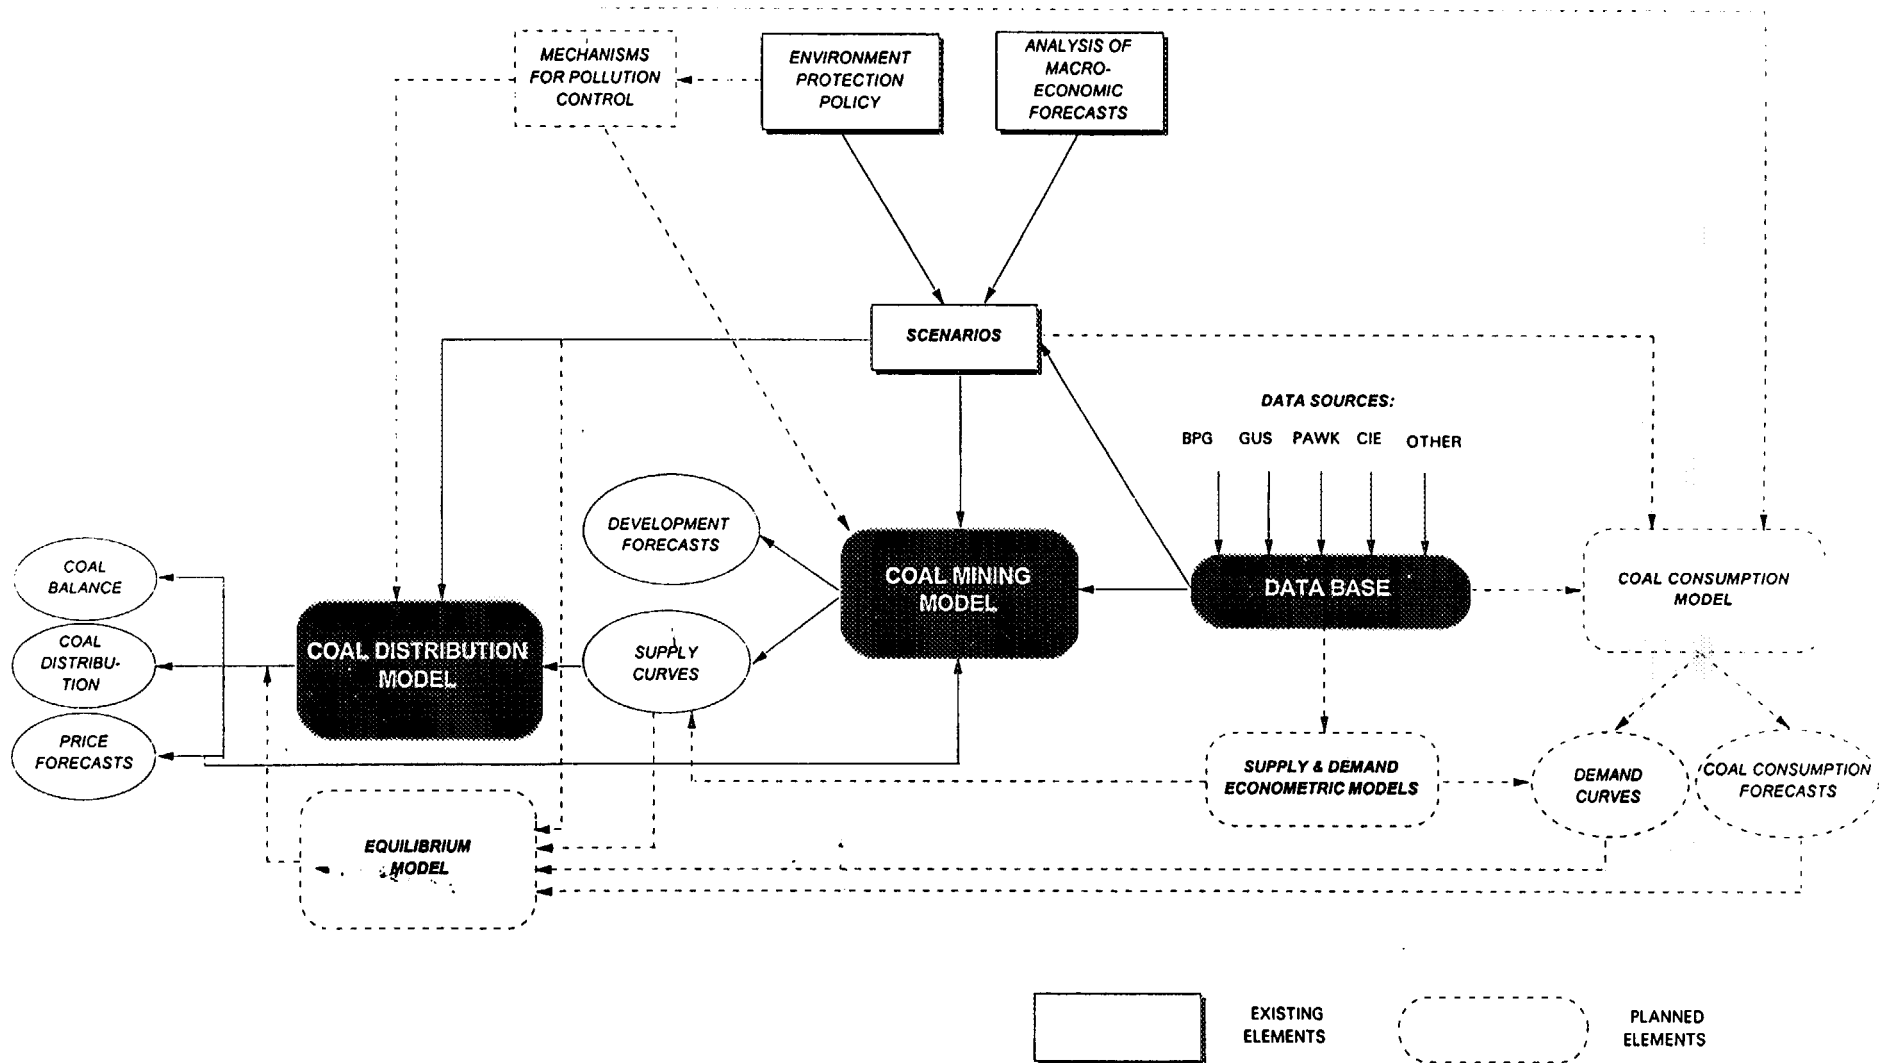 MECHANISMS
FOR POLLUTION
CONTROL
ENVIRONMENT
PROTECTION
POLICY
ANALYSIS OF
MACRO-
ECONOMIC
FORECASTS
SCENARIOS
DATA SOURCES:
BPG GUS PAWK CIE OTHER
DEVELOPMENT
FORECASTS
COAL MINING
MODEL
DATA BASE
COAL CONSUMPTION
MODEL
COAL
BALANCE
COAL
DISTRIBU-
TION
PRICE
FORECASTS
COAL DISTRIBUTION
MODEL
SUPPLY
CURVES
SUPPLY & DEMAND
ECONOMETRIC MODELS
DEMAND
CURVES
COAL CONSUMPTION
FORECASTS
EQUILIBRIUM
MODEL
EXISTING
ELEMENTS
PLANNED
ELEMENTS